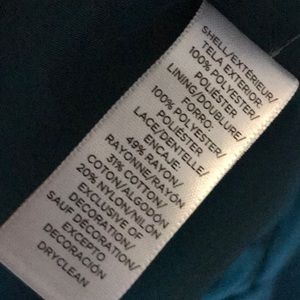 SHELL/EXTÉRIEUR/
TELA EXTERIOR:
100% POLYESTER/
POLIÉSTER
LINING/DOUBLURE/
FORRO:
100% POLYESTER/
POLIÉSTER
LACE/DENTELLE/
ENCAJE:
49% RAYON/
RAYONNE/RAYÓN
31% COTTON/
COTON/ALGODÓN
20% NYLON/NILÓN
EXCLUSIVE OF
DECORATION/
SAUF DÉCORATION/
EXCEPTO
DECORACIÓN
DRYCLEAN